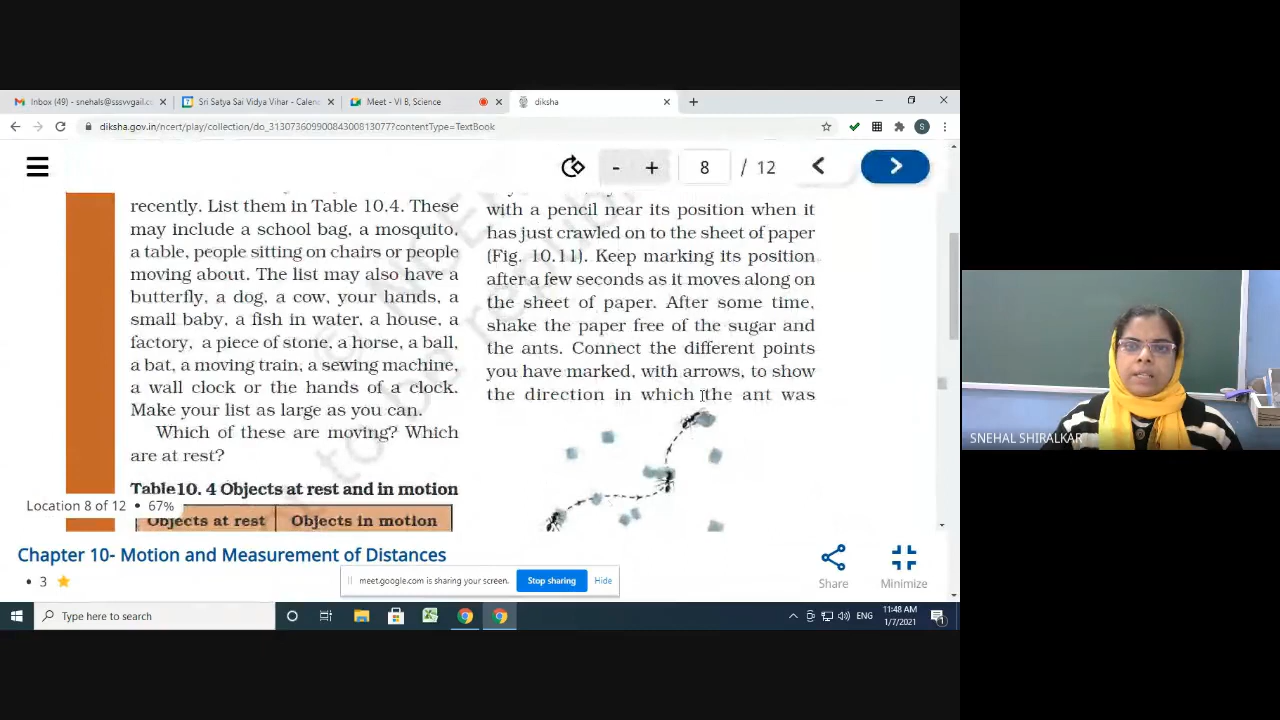 Inbox (49) - snehals@sssvvgail.c
Sri Satya Sai Vidya Vihar - Calen
Meet - VI B, Science
diksha
diksha.gov.in/ncert/play/collection/do_31307360990084300813077?contentType=TextBook
S
- + 8 / 12
recently. List them in Table 10.4. These
may include a school bag, a mosquito,
a table, people sitting on chairs or people
moving about. The list may also have a
butterfly, a dog, a cow, your hands, a
small baby, a fish in water, a house, a
factory, a piece of stone, a horse, a ball,
a bat, a moving train, a sewing machine,
a wall clock or the hands of a clock.
Make your list as large as you can.
Which of these are moving? Which
are at rest?
Table 10. 4 Objects at rest and in motion
Objects at rest
Objects in motion
with a pencil near its position when it
has just crawled on to the sheet of paper
(Fig. 10.11). Keep marking its position
after a few seconds as it moves along on
the sheet of paper. After some time,
shake the paper free of the sugar and
the ants. Connect the different points
you have marked, with arrows, to show
the direction in which the ant was
Location 8 of 12 • 67%
Chapter 10- Motion and Measurement of Distances
• 3
Share
Minimize
meet.google.com is sharing your screen.
Stop sharing
Hide
Type here to search
ENG
11:48 AM
1/7/2021
SNEHAL SHIRALKAR